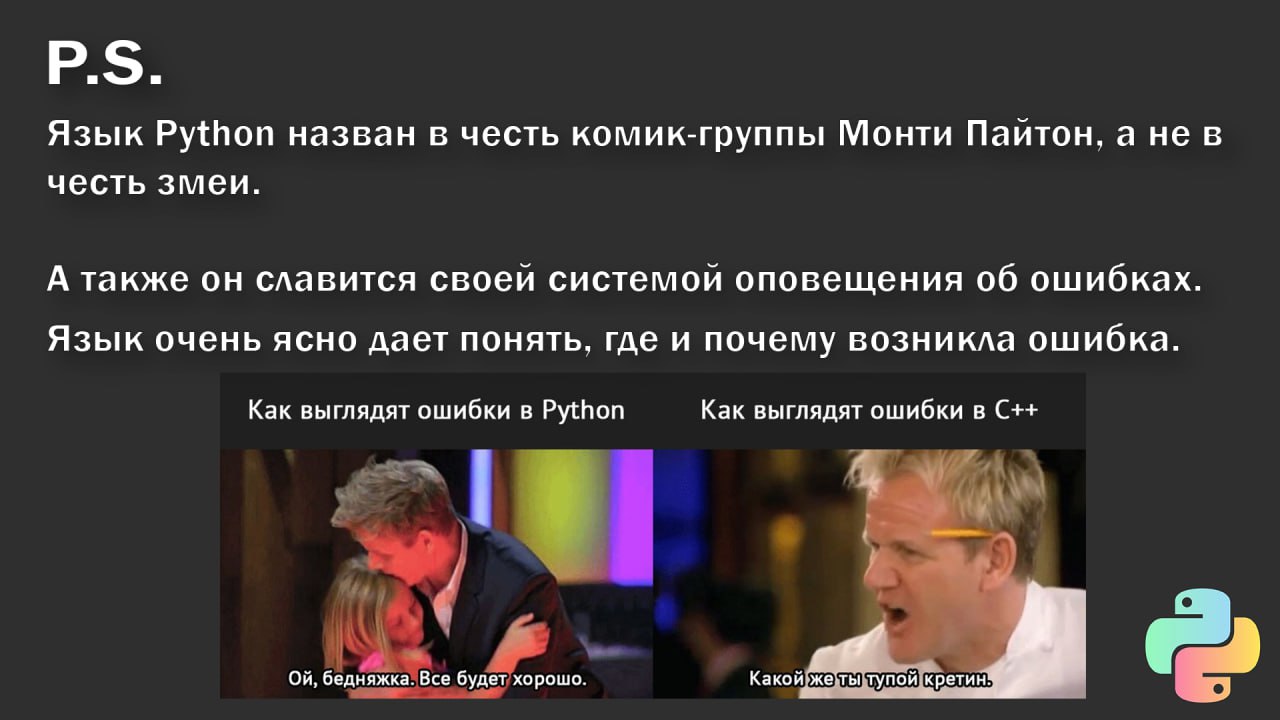 P.S.
Язык Python назван в честь комик-группы Монти Пайтон, а не в
честь змеи.
А также он славится своей системой оповещения об ошибках.
Язык очень ясно дает понять, где и почему возникла ошибка.
Как выглядят ошибки в Python
Как выглядят ошибки в C++
Ой, бедняжка. Все будет хорошо.
Какой же ты тупой кретин.